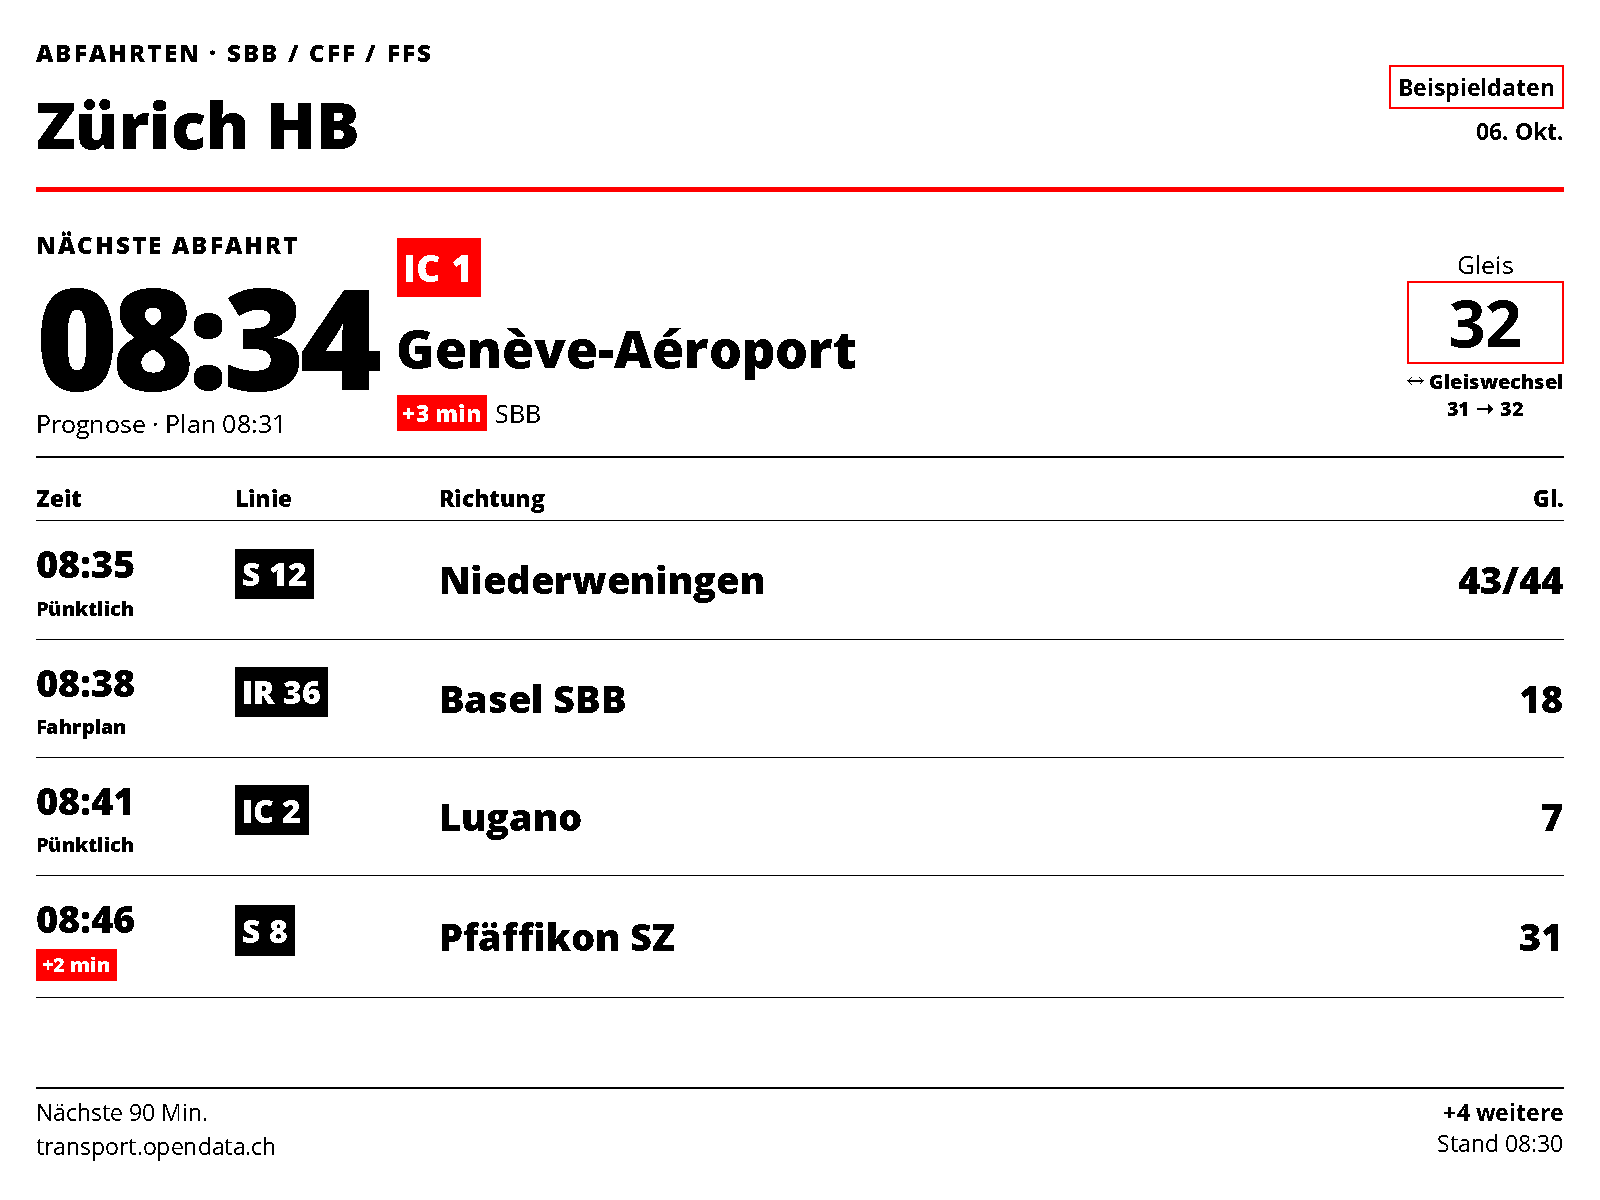 ABFAHRTEN · SBB / CFF / FFS
Zürich HB
Beispieldaten
06. Okt.
NÄCHSTE ABFAHRT
08:34
Prognose · Plan 08:31
IC 1
Genève-Aéroport
+3 min SBB
Gleis
32
↔ Gleiswechsel
31 → 32
Zeit Linie Richtung Gl.
08:35 S 12 Niederweningen 43/44
Pünktlich
08:38 IR 36 Basel SBB 18
Fahrplan
08:41 IC 2 Lugano 7
Pünktlich
08:46 S 8 Pfäffikon SZ 31
+2 min
Nächste 90 Min.
transport.opendata.ch
+4 weitere
Stand 08:30